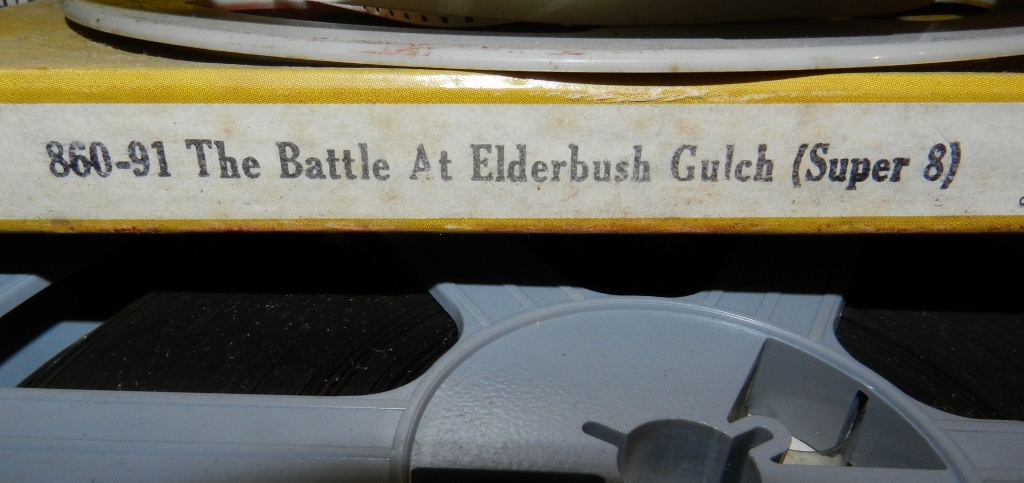 860-91 The Battle At Elderbush Gulch (Super 8)